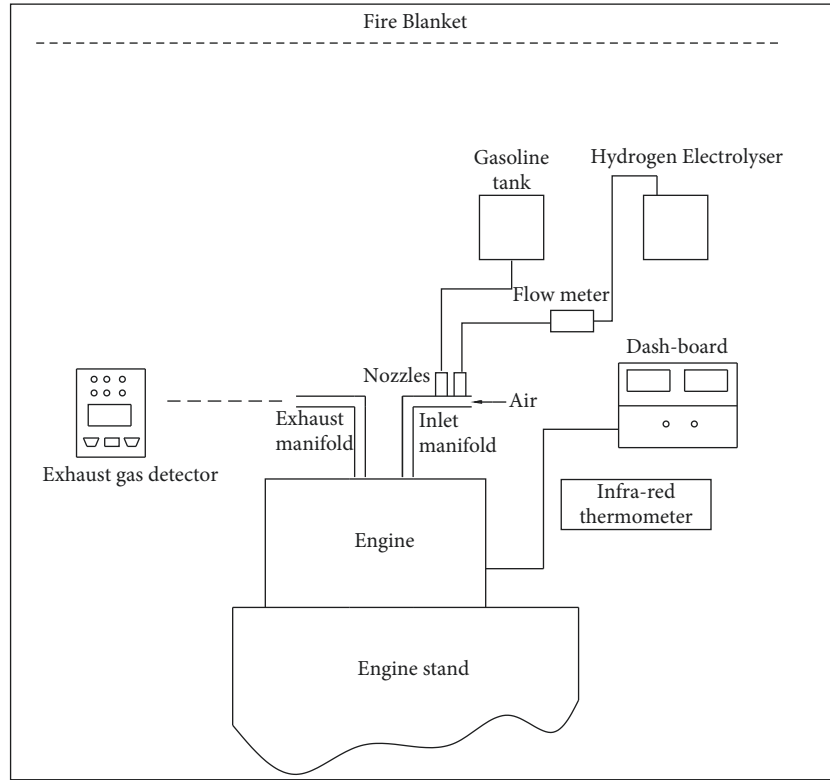 Fire Blanket
Gasoline
tank
Hydrogen Electrolyser
Flow meter
Dash-board
Nozzles
Air
Exhaust
manifold
Inlet
manifold
Exhaust gas detector
Infra-red
thermometer
Engine
Engine stand